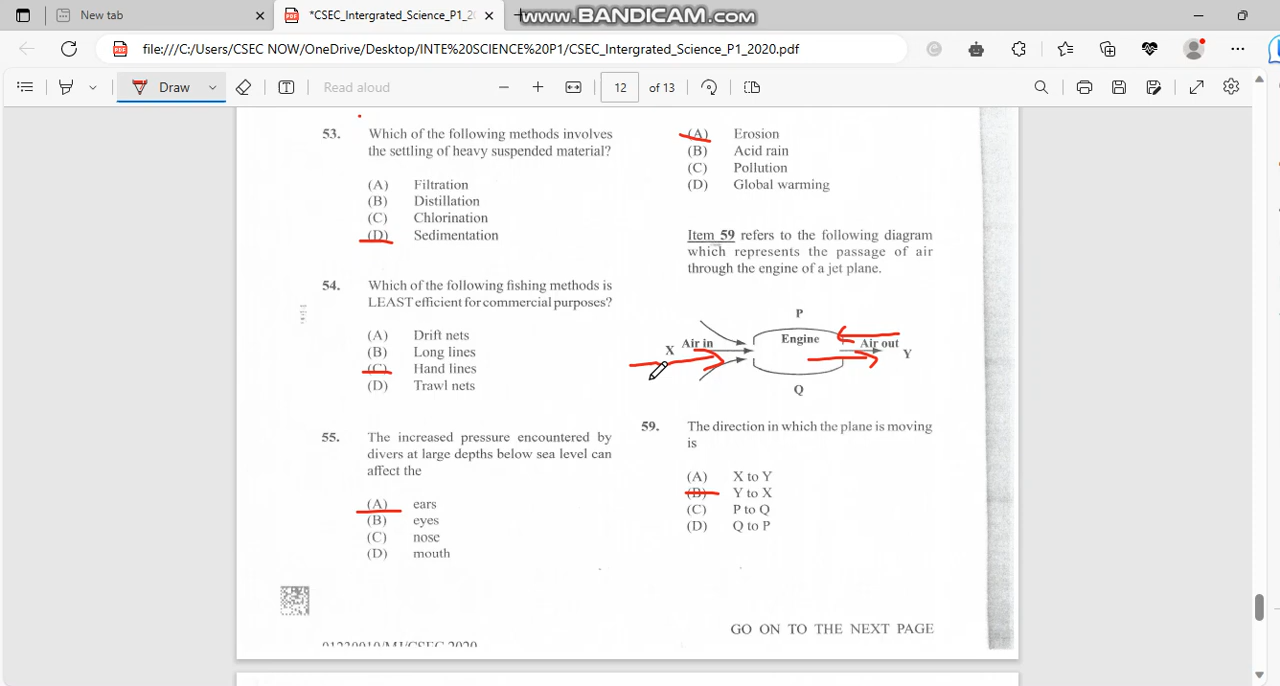 New tab
*CSEC_Intergrated_Science_P1_2
www.BANDICAM.com
file:///C:/Users/CSEC NOW/OneDrive/Desktop/INTE%20SCIENCE%20P1/CSEC_Intergrated_Science_P1_2020.pdf
Draw
Read aloud
12 of 13
53. Which of the following methods involves
the settling of heavy suspended material?
(A) Filtration
(B) Distillation
(C) Chlorination
(D) Sedimentation
54. Which of the following fishing methods is
LEAST efficient for commercial purposes?
(A) Drift nets
(B) Long lines
(C) Hand lines
(D) Trawl nets
55. The increased pressure encountered by
divers at large depths below sea level can
affect the
(A) ears
(B) eyes
(C) nose
(D) mouth
(A) Erosion
(B) Acid rain
(C) Pollution
(D) Global warming
Item 59 refers to the following diagram
which represents the passage of air
through the engine of a jet plane.
P
Engine
X Air in
Air out
Y
Q
59. The direction in which the plane is moving
is
(A) X to Y
(B) Y to X
(C) P to Q
(D) Q to P
GO ON TO THE NEXT PAGE
01230010/MJ/CSEC 2020